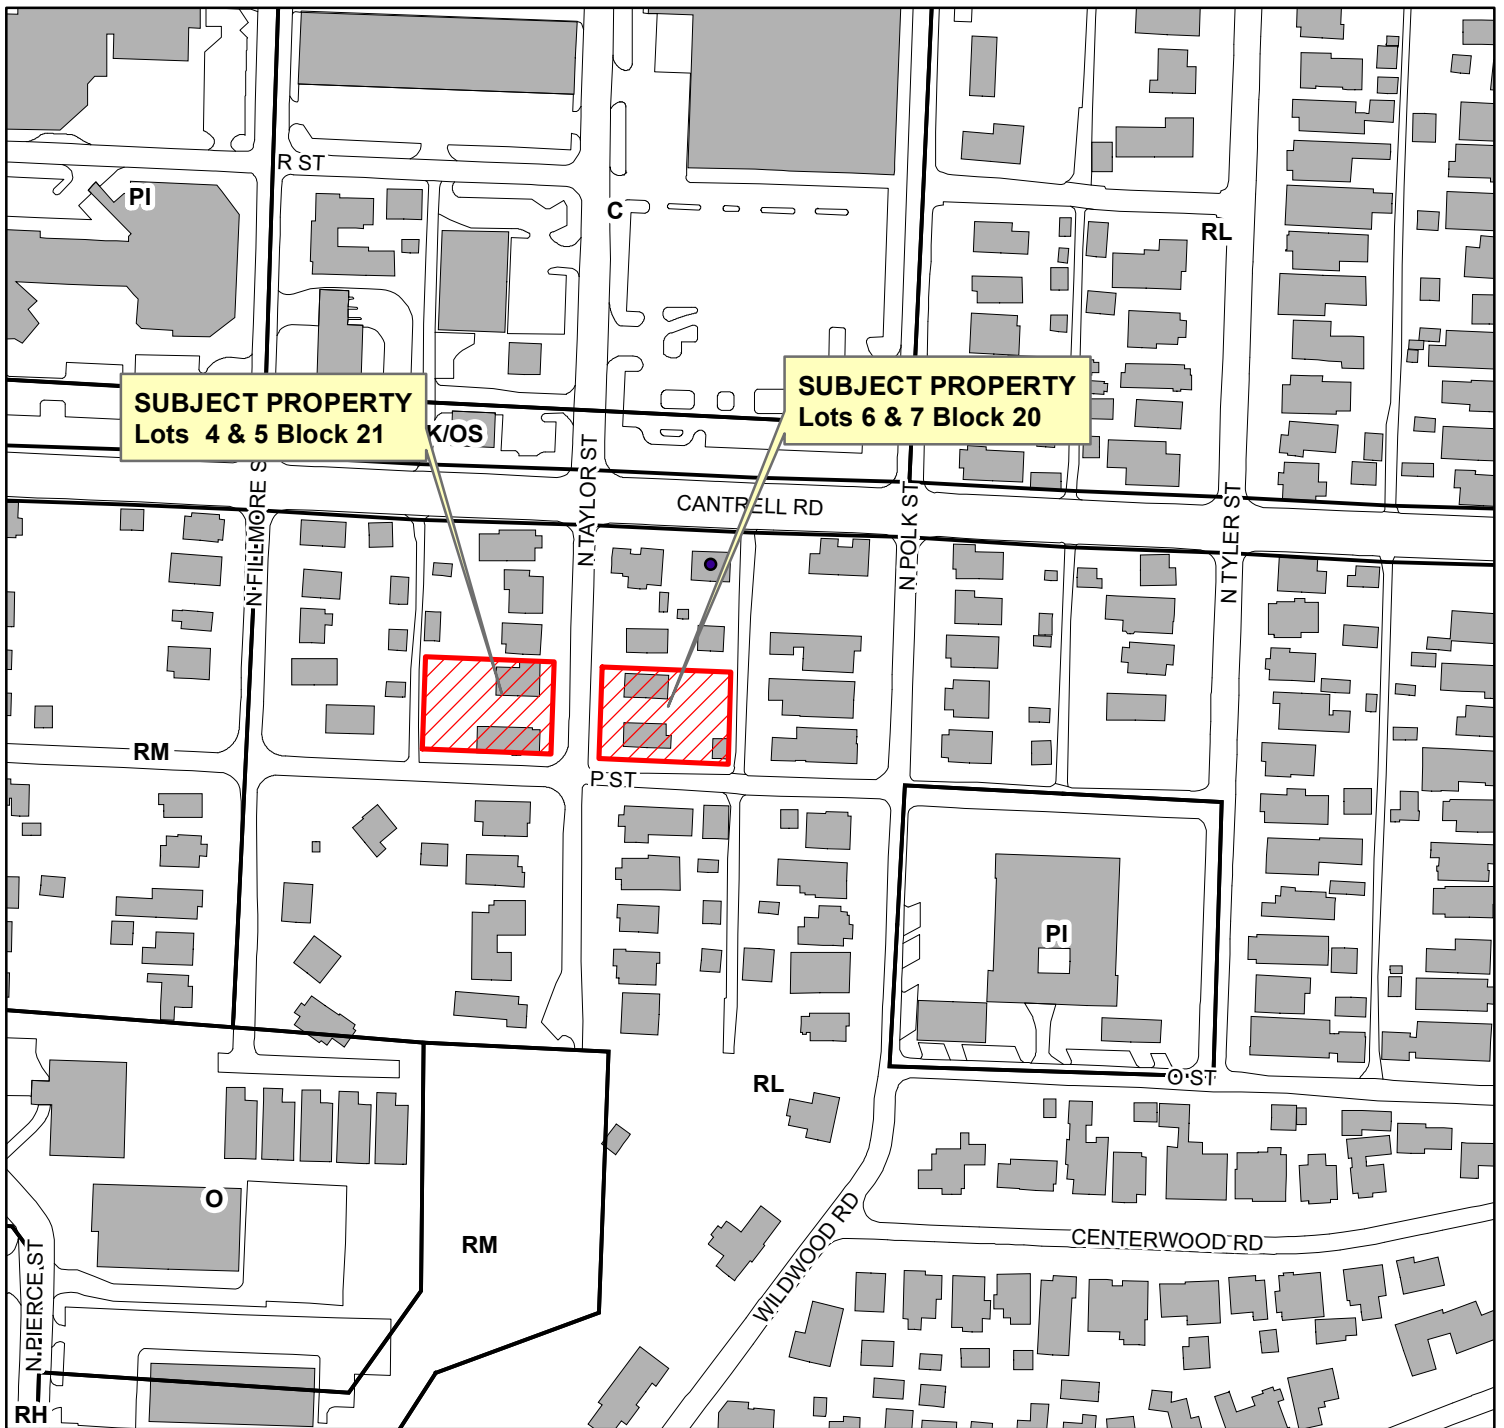 R ST
PI
C
RL
SUBJECT PROPERTY
Lots 6 & 7 Block 20
SUBJECT PROPERTY
Lots 4 & 5 Block 21
K/OS
N FILLMORE S
N TAYLOR ST
CANTRELL RD
N POLK ST
N TYLER ST
RM
P ST
PI
RL
O ST
O
RM
WILDWOOD RD
CENTERWOOD RD
N PIERCE ST
RH